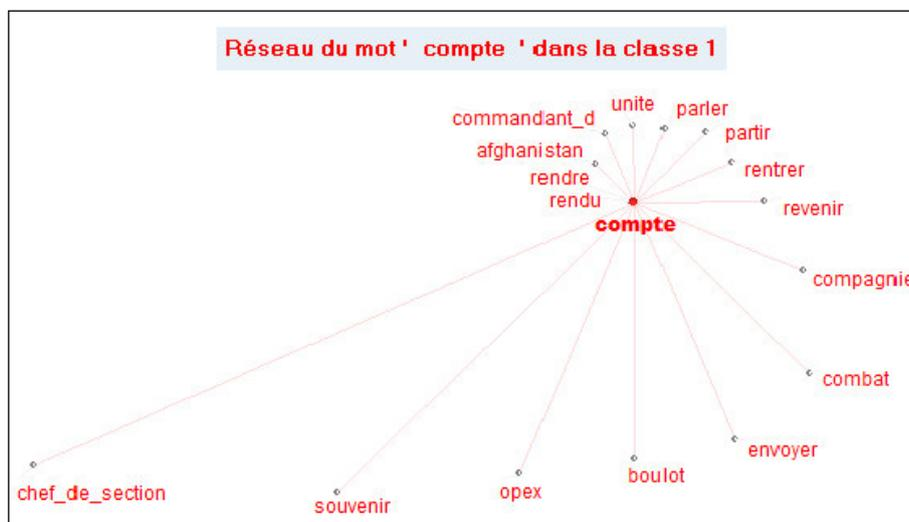 Réseau du mot ' compte ' dans la classe 1
unite
parler
commandant_d
partir
afghanistan
rentrer
rendre
rendu
revenir
compte
compagnie
combat
envoyer
boulot
chef_de_section
opex
souvenir